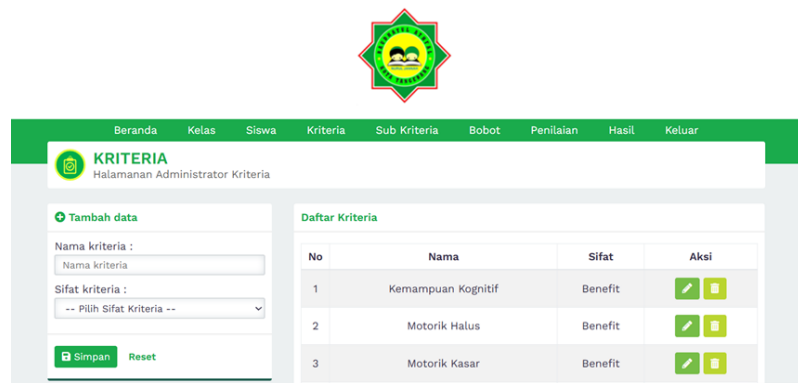 Beranda Kelas Siswa Kriteria Sub Kriteria Bobot Penilaian Hasil Keluar
KRITERIA
Halamanan Administrator Kriteria
Tambah data
Nama kriteria :
Nama kriteria
Sifat kriteria :
-- Pilih Sifat Kriteria --
Simpan Reset
Daftar Kriteria
No Nama Sifat Aksi
1 Kemampuan Kognitif Benefit
2 Motorik Halus Benefit
3 Motorik Kasar Benefit